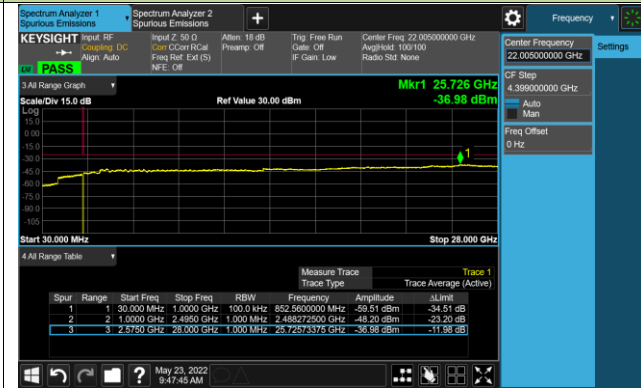 Spectrum Analyzer 1
Spurious Emissions
Spectrum Analyzer 2
Spurious Emissions
Frequency
KEYSIGHT
Input: RF
Coupling: DC
Align: Auto
Input Z: 50 Ω
Corr CCorr RCal
Freq Ref: Ext (S)
NFE: Off
Atten: 18 dB
Preamp: Off
Trig: Free Run
Gate: Off
IF Gain: Low
Center Freq: 22.005000000 GHz
Avg|Hold: 100/100
Radio Std: None
PASS
Center Frequency
22.005000000 GHz
Settings
CF Step
4.399000000 GHz
Auto
Man
Freq Offset
0 Hz
3 All Range Graph
Mkr1 25.726 GHz
Scale/Div 15.0 dB
Ref Value 30.00 dBm
-36.98 dBm
Log
15.0
0.00
-15.0
-30.0
-45.0
-60.0
-75.0
-90.0
-105
1
Start 30.000 MHz
Stop 28.000 GHz
4 All Range Table
Measure Trace Trace 1
Trace Type Trace Average (Active)
Spur Range Start Freq Stop Freq RBW Frequency Amplitude ΔLimit
1 1 30.000 MHz 1.0000 GHz 100.0 kHz 852.5600000 MHz -59.51 dBm -34.51 dB
2 2 1.0000 GHz 2.4950 GHz 1.000 MHz 2.488272500 GHz -48.20 dBm -23.20 dB
3 3 2.5750 GHz 28.000 GHz 1.000 MHz 25.72573375 GHz -36.98 dBm -11.98 dB
May 23, 2022
9:47:45 AM